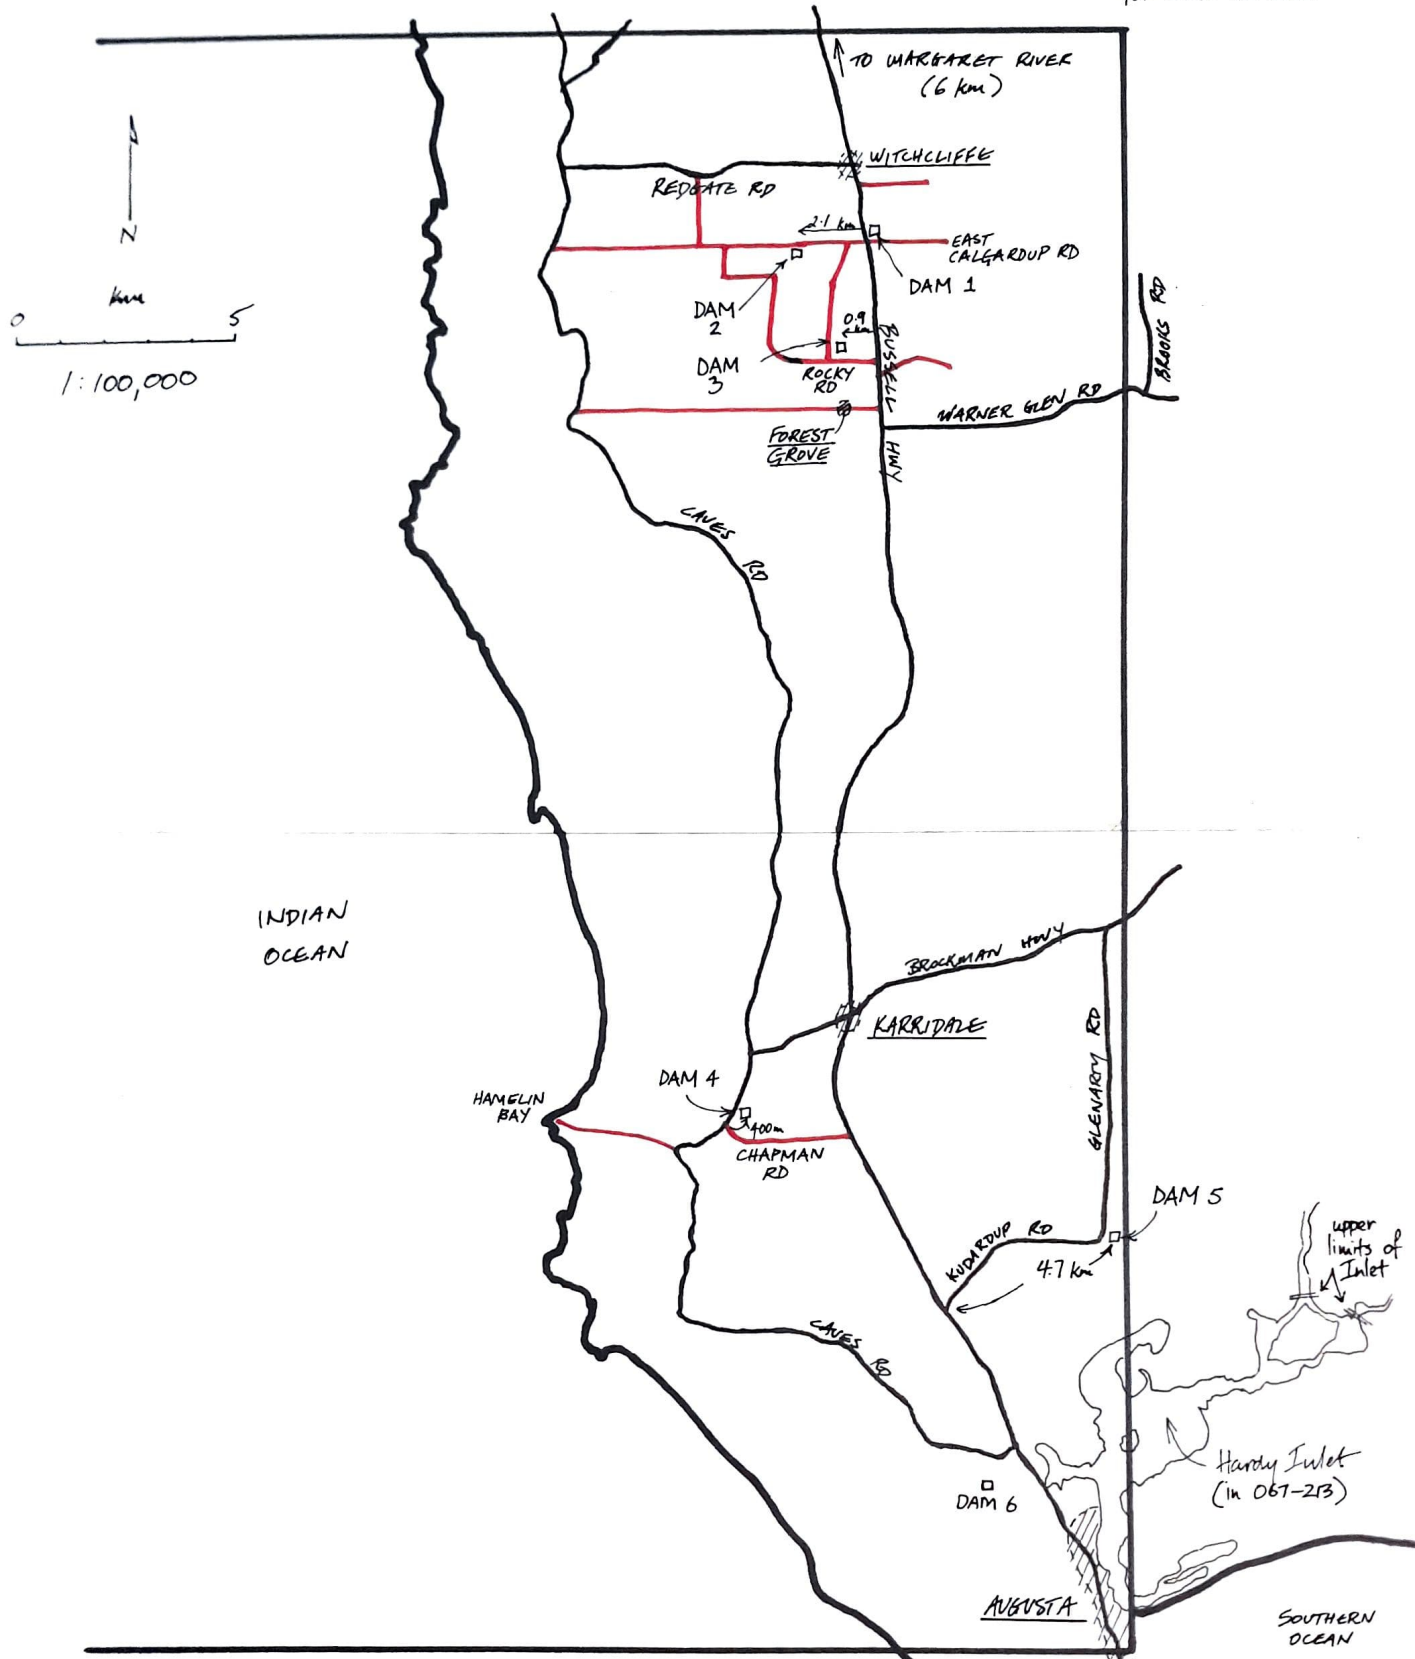 TO MARGARET RIVER
(6 km)
WITCHCLIFFE
REDGATE RD
N
2.1 km
EAST
CALGARDUP RD
DAM 1
km
0 5
1:100,000
DAM
2
0.9
km
BUSSELL
HWY
BROOKS RD
DAM
3
ROCKY
RD
WARNER GLEN RD
FOREST
GROVE
CAVES
RD
INDIAN
OCEAN
BROCKMAN HWY
KARRIDALE
GLENARTY RD
DAM 4
HAMELIN
BAY
400m
CHAPMAN
RD
DAM 5
KUDARDUP RD
4.7 km
upper
limits of
Inlet
CAVES
RD
Hardy Inlet
(in 067-213)
DAM 6
AUGUSTA
SOUTHERN
OCEAN